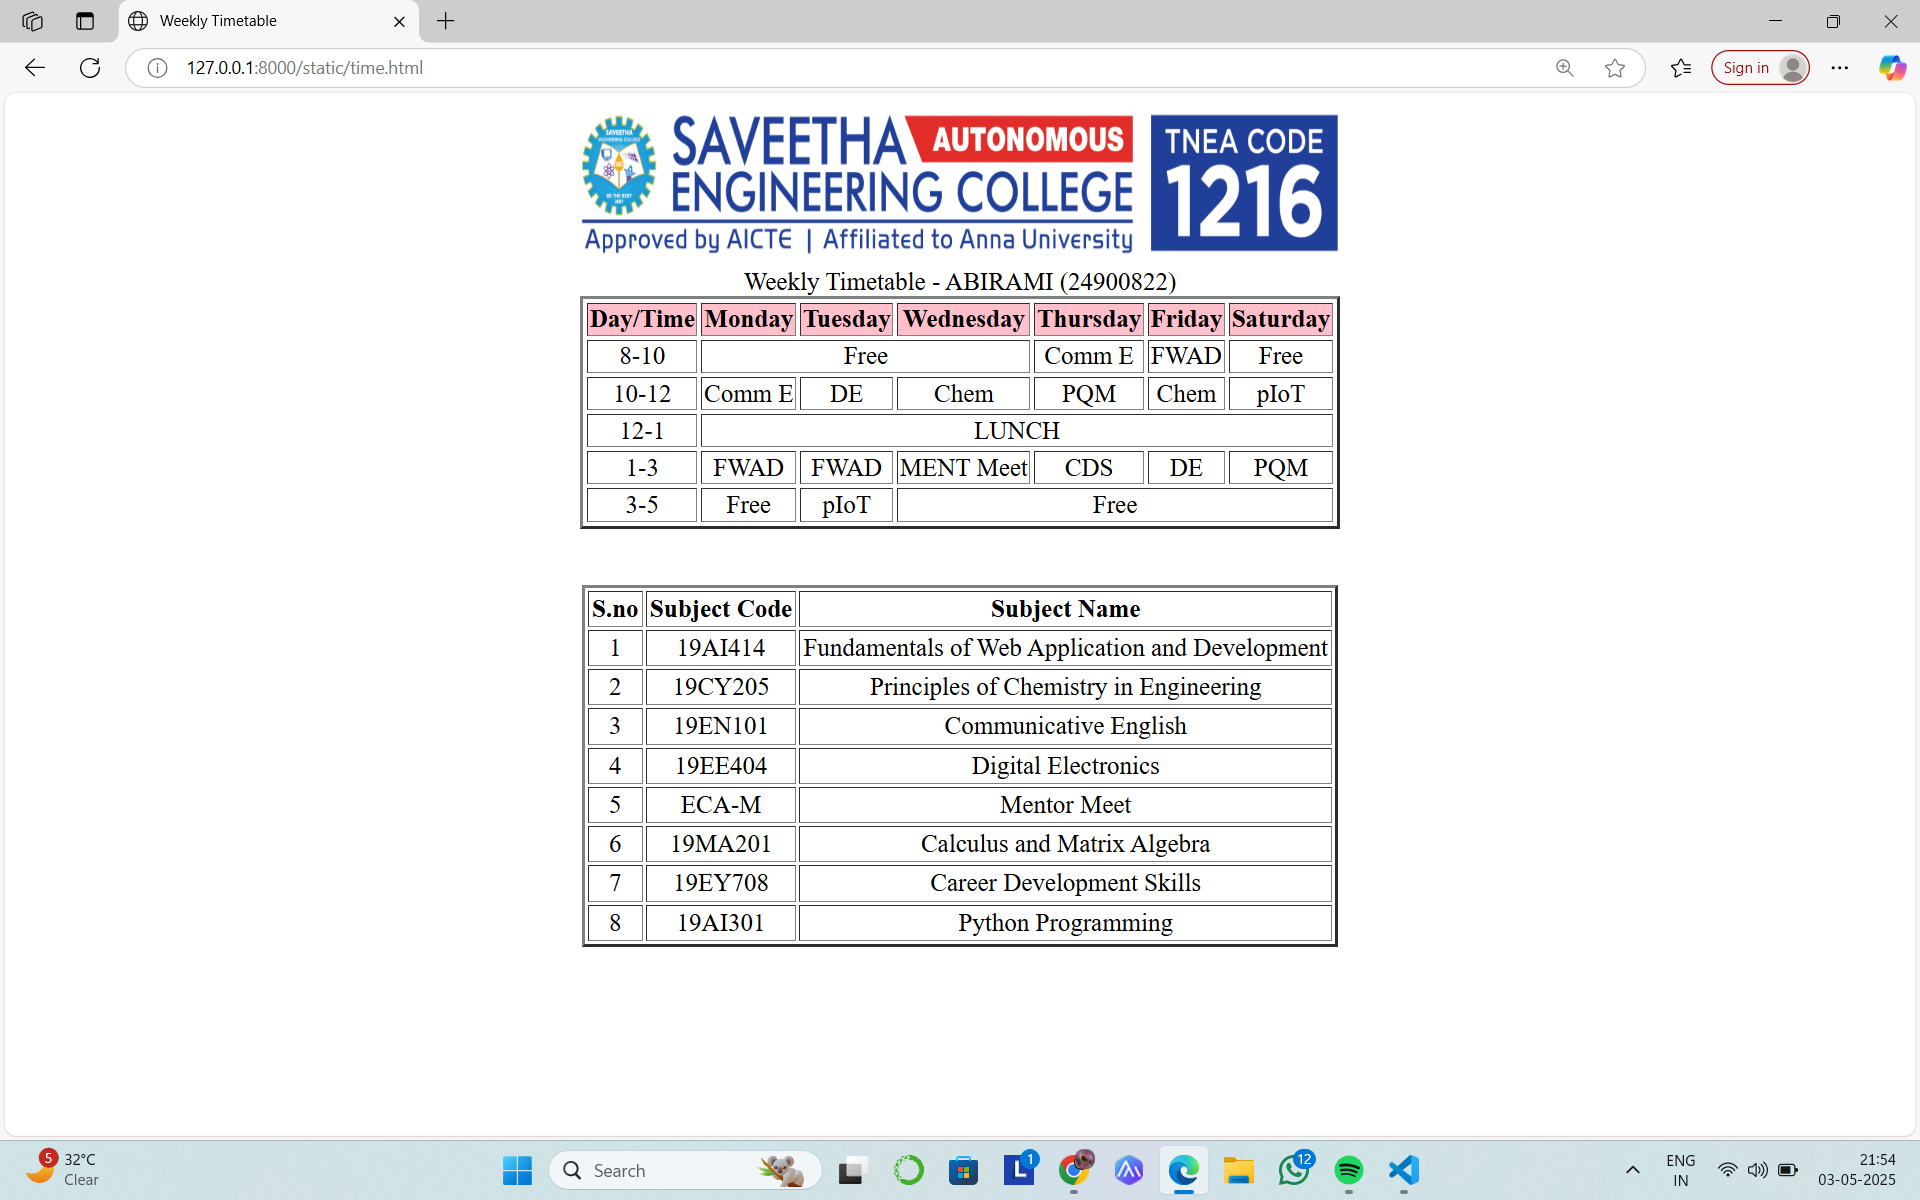 Weekly Timetable
127.0.0.1:8000/static/time.html
Sign in
SAVEETHA AUTONOMOUS
ENGINEERING COLLEGE
Approved by AICTE | Affiliated to Anna University
TNEA CODE
1216
SAVEETHA
Weekly Timetable - ABIRAMI (24900822)
Day/Time Monday Tuesday Wednesday Thursday Friday Saturday
8-10 Free Comm E FWAD Free
10-12 Comm E DE Chem PQM Chem pIoT
12-1 LUNCH
1-3 FWAD FWAD MENT Meet CDS DE PQM
3-5 Free pIoT Free
S.no Subject Code Subject Name
1 19AI414 Fundamentals of Web Application and Development
2 19CY205 Principles of Chemistry in Engineering
3 19EN101 Communicative English
4 19EE404 Digital Electronics
5 ECA-M Mentor Meet
6 19MA201 Calculus and Matrix Algebra
7 19EY708 Career Development Skills
8 19AI301 Python Programming
5
32°C
Clear
Search
L
1
12
ENG
IN
21:54
03-05-2025